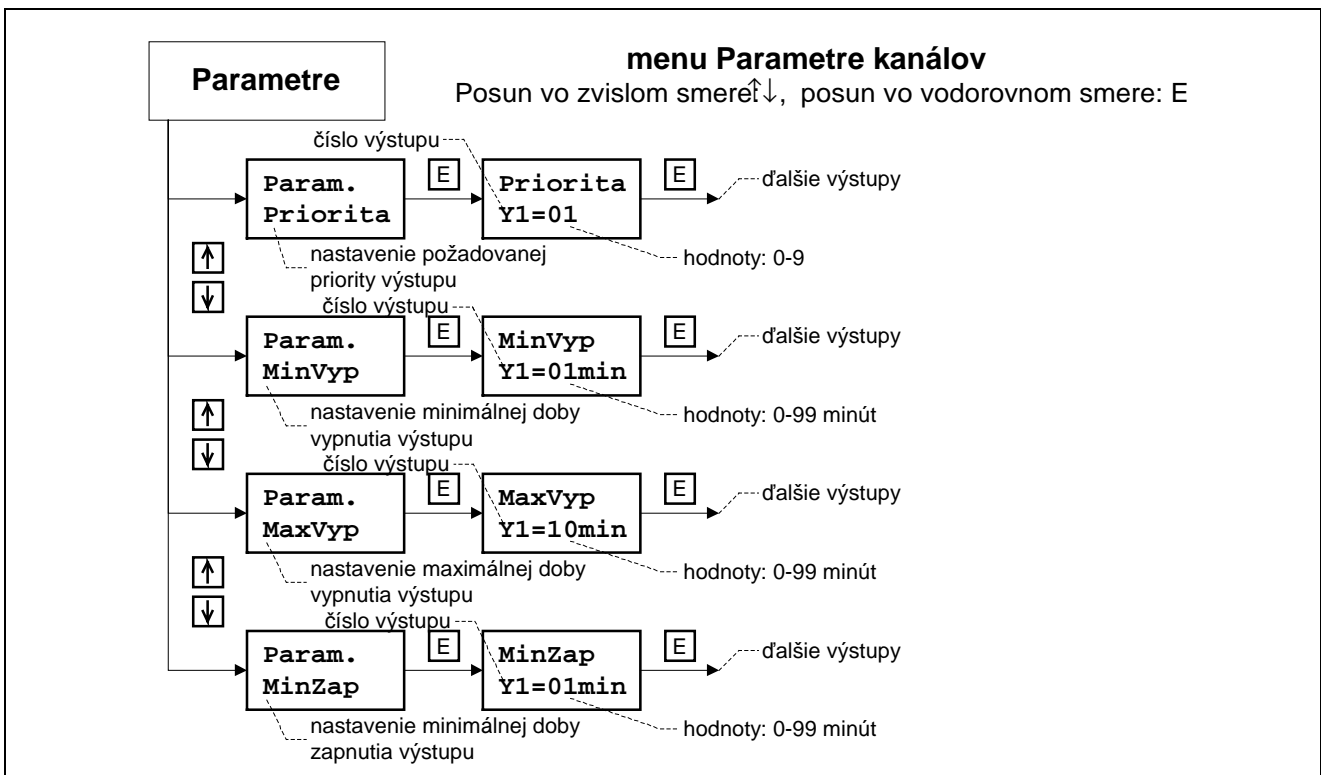 Parametre
menu Parametre kanálov
Posun vo zvislom smere: ↑↓, posun vo vodorovnom smere: E
číslo výstupu
Param.
Priorita
E
Priorita
Y1=01
E
ďalšie výstupy
↑
↓
nastavenie požadovanej
priority výstupu
hodnoty: 0-9
číslo výstupu
Param.
MinVyp
E
MinVyp
Y1=01min
E
ďalšie výstupy
↑
↓
nastavenie minimálnej doby
vypnutia výstupu
hodnoty: 0-99 minút
číslo výstupu
Param.
MaxVyp
E
MaxVyp
Y1=10min
E
ďalšie výstupy
↑
↓
nastavenie maximálnej doby
vypnutia výstupu
hodnoty: 0-99 minút
číslo výstupu
Param.
MinZap
E
MinZap
Y1=01min
E
ďalšie výstupy
nastavenie minimálnej doby
zapnutia výstupu
hodnoty: 0-99 minút